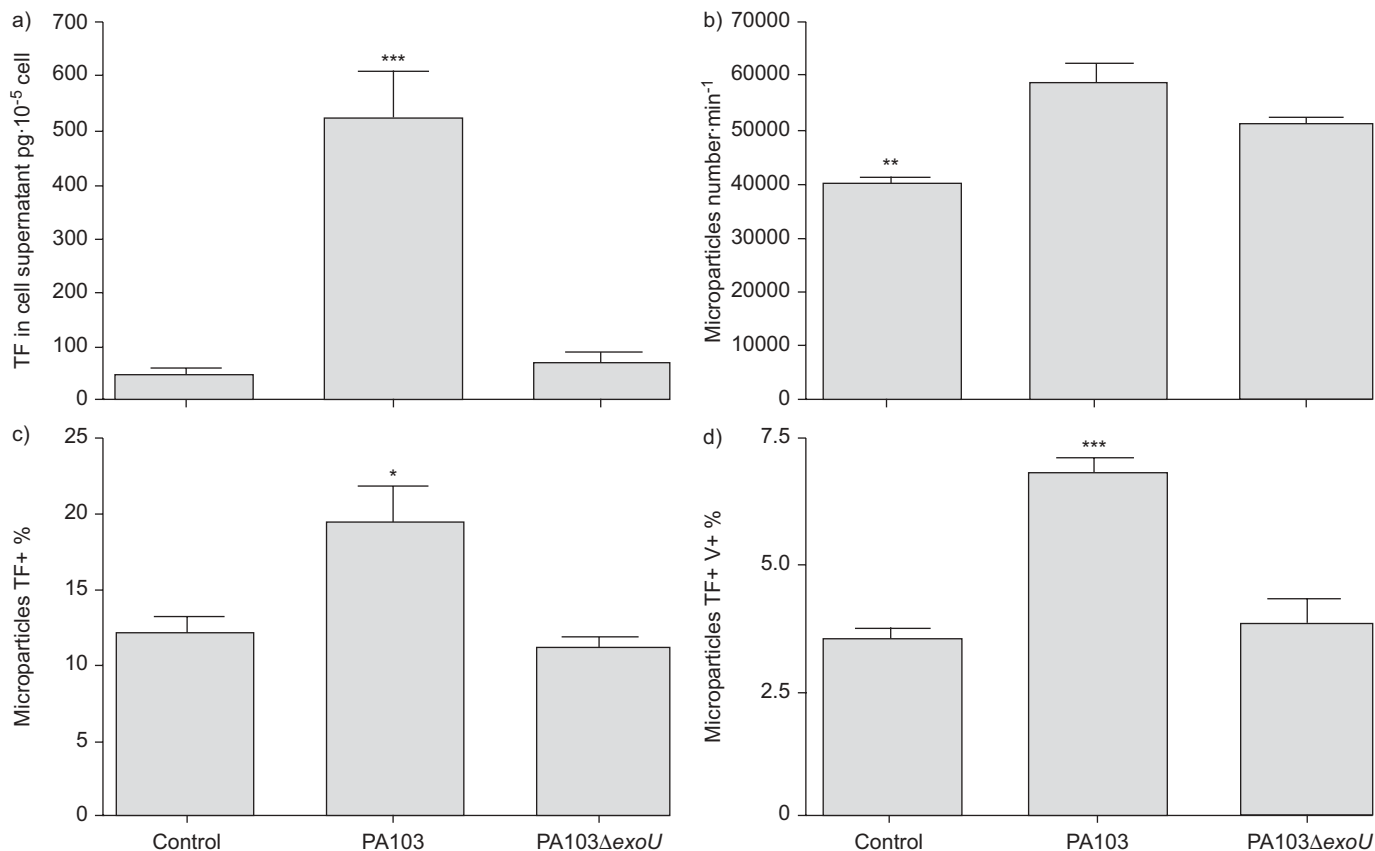 a)
TF in cell supernatant pg·10⁻⁵ cell
700
600
500
400
300
200
100
0
***
b)
Microparticles number·min⁻¹
70000
60000
50000
40000
30000
20000
10000
0
**
c)
Microparticles TF+ %
25
20
15
10
5
0
*
Control
PA103
PA103ΔexoU
d)
Microparticles TF+ V+ %
7.5
5.0
2.5
0
***
Control
PA103
PA103ΔexoU